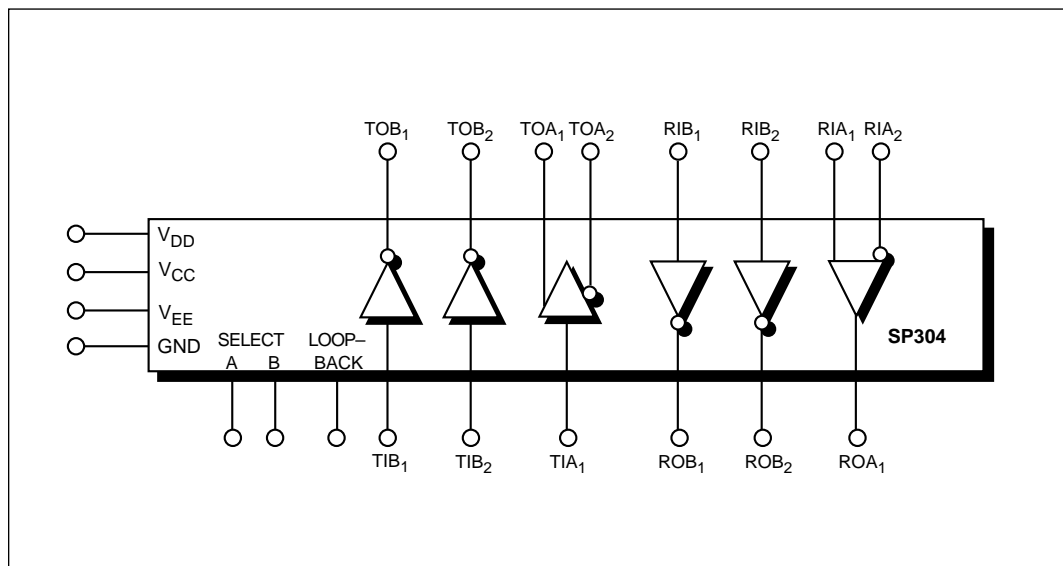 TOB1 TOB2 TOA1 TOA2 RIB1 RIB2 RIA1 RIA2
VDD
VCC
VEE
GND
SELECT LOOP–
A B BACK
SP304
TIB1 TIB2 TIA1 ROB1 ROB2 ROA1